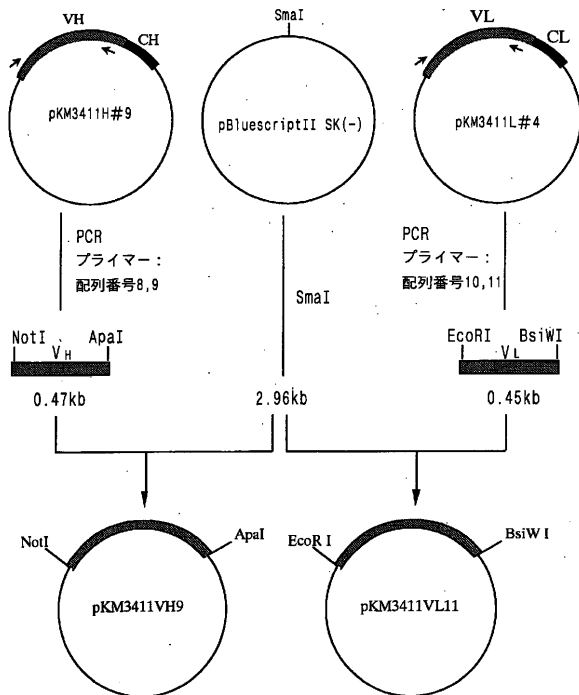 VH
CH
pKM3411H#9
SmaI
pBluescriptII SK(-)
VL
CL
pKM3411L#4
PCR
プライマー：
配列番号8,9
SmaI
PCR
プライマー：
配列番号10,11
NotI
ApaI
VH
0.47kb
2.96kb
EcoRI
BsiWI
VL
0.45kb
NotI
ApaI
pKM3411VH9
EcoR I
BsiW I
pKM3411VL11